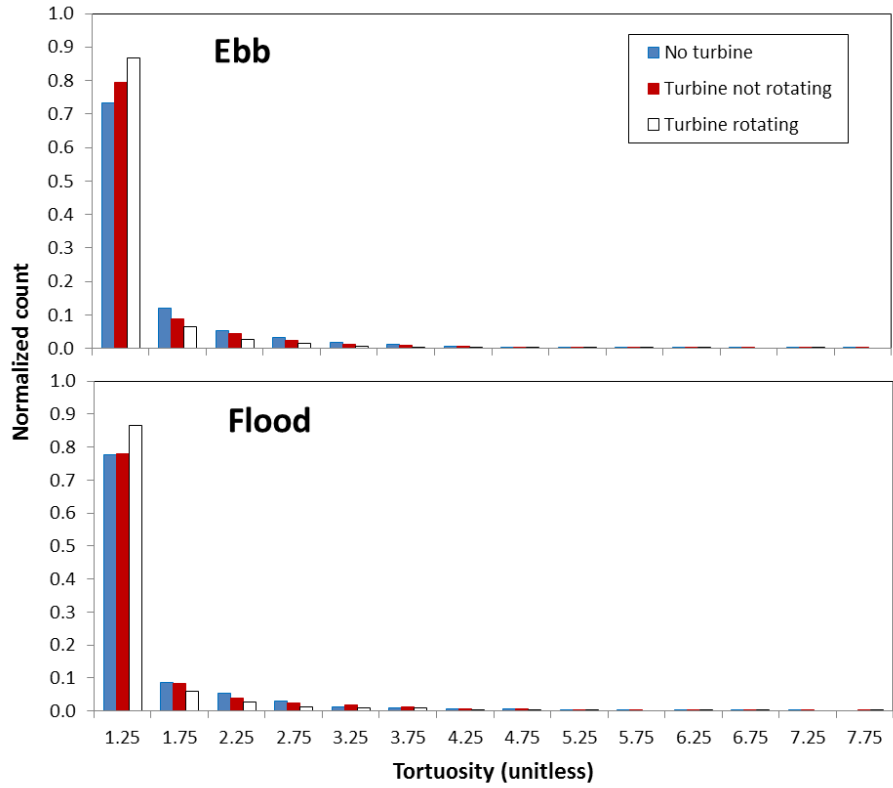 Ebb
No turbine
Turbine not rotating
Turbine rotating
1.0
0.9
0.8
0.7
0.6
0.5
0.4
0.3
0.2
0.1
0.0
Normalized count
Flood
1.0
0.9
0.8
0.7
0.6
0.5
0.4
0.3
0.2
0.1
0.0
1.25 1.75 2.25 2.75 3.25 3.75 4.25 4.75 5.25 5.75 6.25 6.75 7.25 7.75
Tortuosity (unitless)